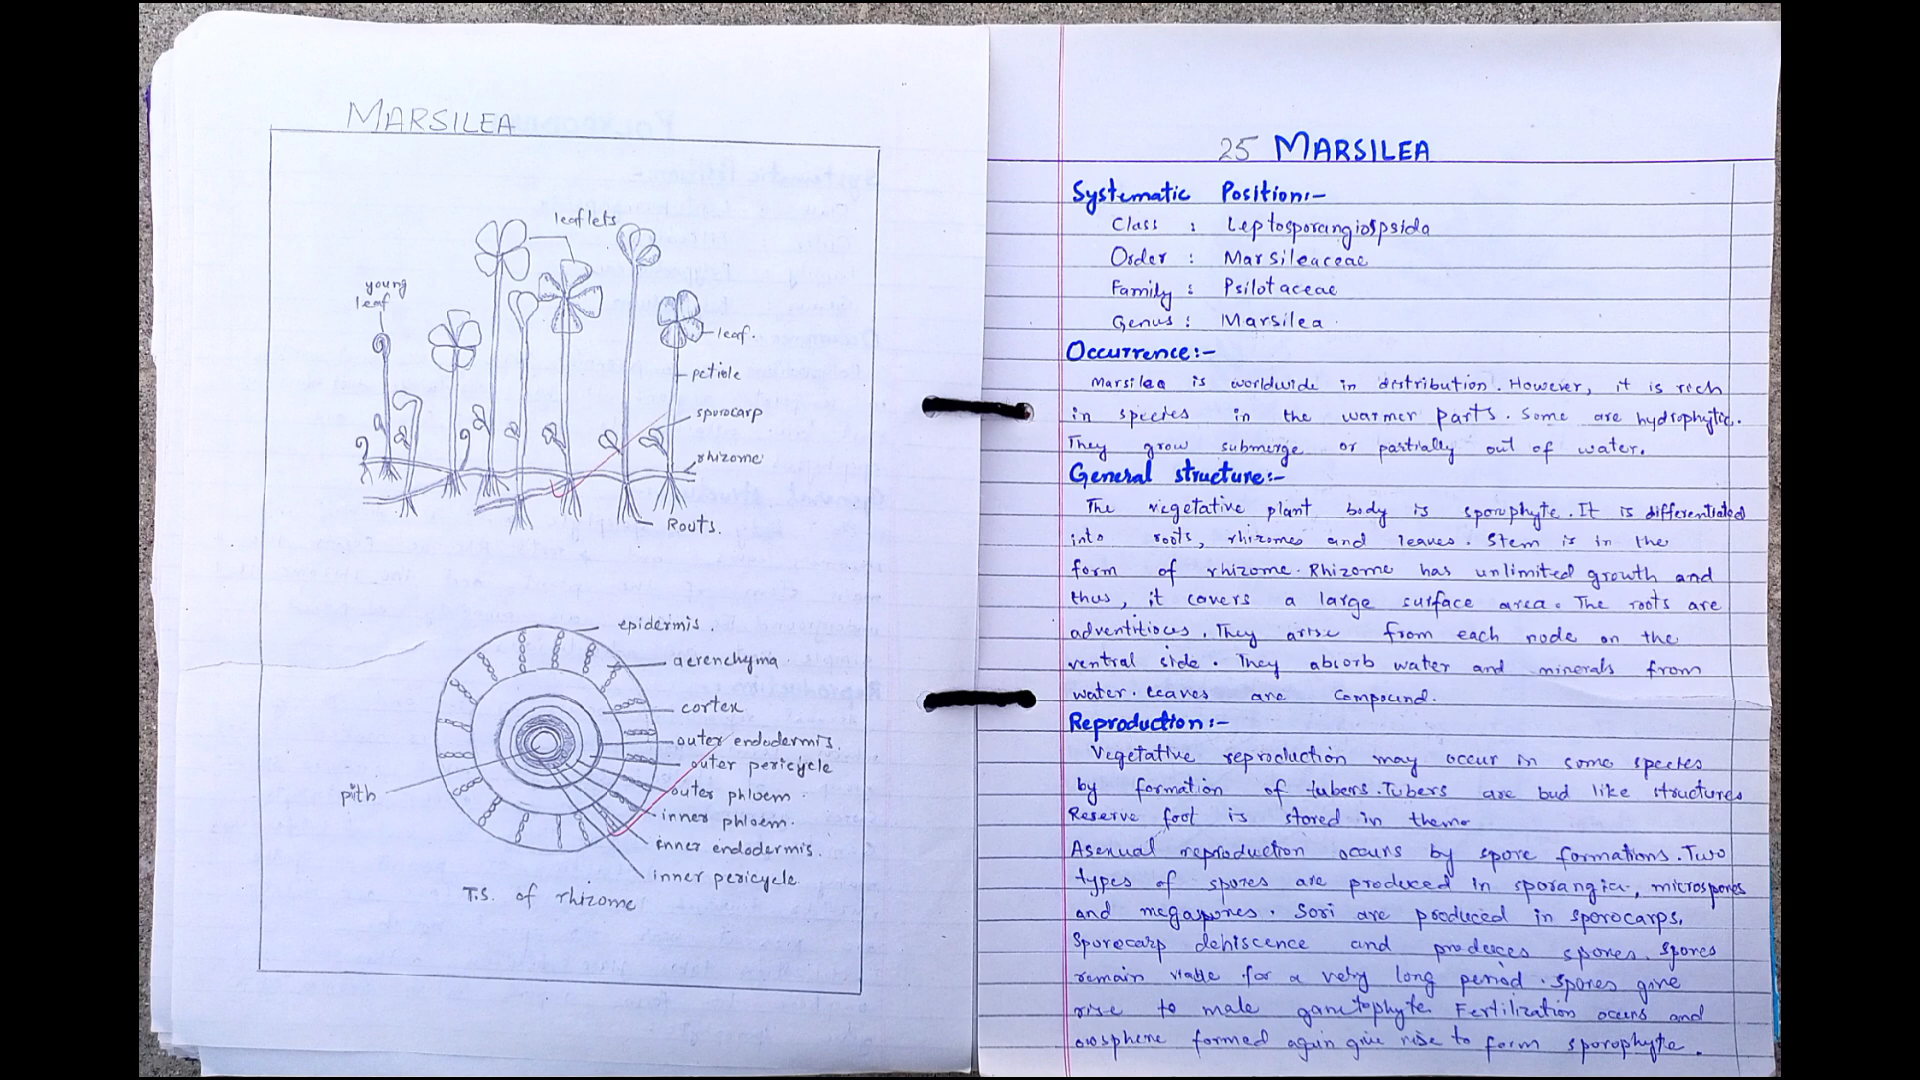 MARSILEA
leaflets
young
leaf
leaf.
petiole
sporocarp
rhizome
Roots.
epidermis.
aerenchyma
cortex
outer endodermis.
outer pericycle
outer phloem
inner phloem.
inner endodermis.
inner pericycle
pith
T.S. of rhizome
25 MARSILEA
Systematic Position:-
Class : Leptosporangiospsida
Order : Marsileaceae
Family : Psilotaceae
Genus : Marsilea
Occurrence:-
Marsilea is worldwide in distribution. However, it is rich
in species in the warmer parts. Some are hydrophytic.
They grow submerge or partially out of water.
General structure:-
The vegetative plant body is sporophyte. It is differentiated
into roots, rhizomes and leaves. Stem is in the
form of rhizome. Rhizome has unlimited growth and
thus, it covers a large surface area. The roots are
adventitioces. They arise from each node on the
ventral side. They absorb water and minerals from
water. leaves are compound.
Reproduction:-
Vegetative reproduction may occur in some species
by formation of tubers. Tubers are bud like structures
Reserve foot is stored in them.
Asexual reproduction occurs by spore formations. Two
types of spores are produced in sporangia, microspores
and megaspores. Sori are produced in sporocarps.
Sporecarp dehiscence and produces spores. Spores
remain viable for a very long period. Spores give
rise to male gametophyte. Fertilization occurs and
oosphere formed again give rise to form sporophyte.